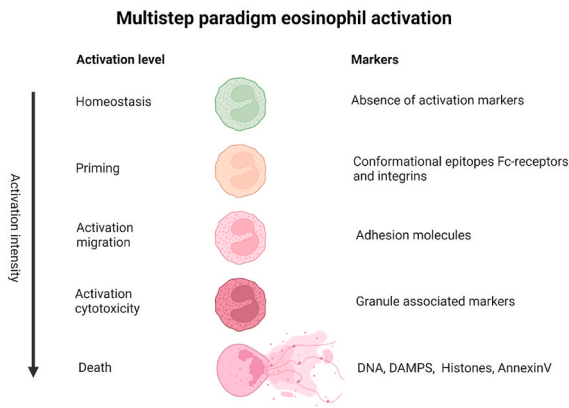 Multistep paradigm eosinophil activation
Activation level
Markers
Activation intensity
Homeostasis
Absence of activation markers
Priming
Conformational epitopes Fc-receptors
and integrins
Activation
migration
Adhesion molecules
Activation
cytotoxicity
Granule associated markers
Death
DNA, DAMPS, Histones, AnnexinV